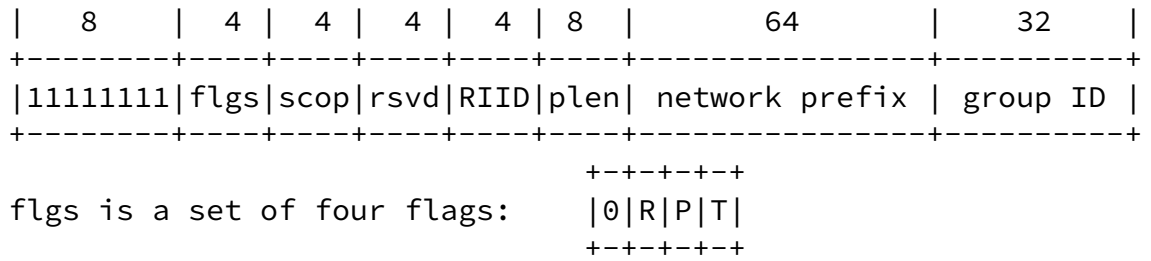 |   8    |  4 |  4 |  4 |  4 | 8  |       64       |    32    |
+--------+----+----+----+----+----+----------------+----------+
|11111111|flgs|scop|rsvd|RIID|plen| network prefix | group ID |
+--------+----+----+----+----+----+----------------+----------+
                                +-+-+-+-+
flgs is a set of four flags:    |0|R|P|T|
                                +-+-+-+-+